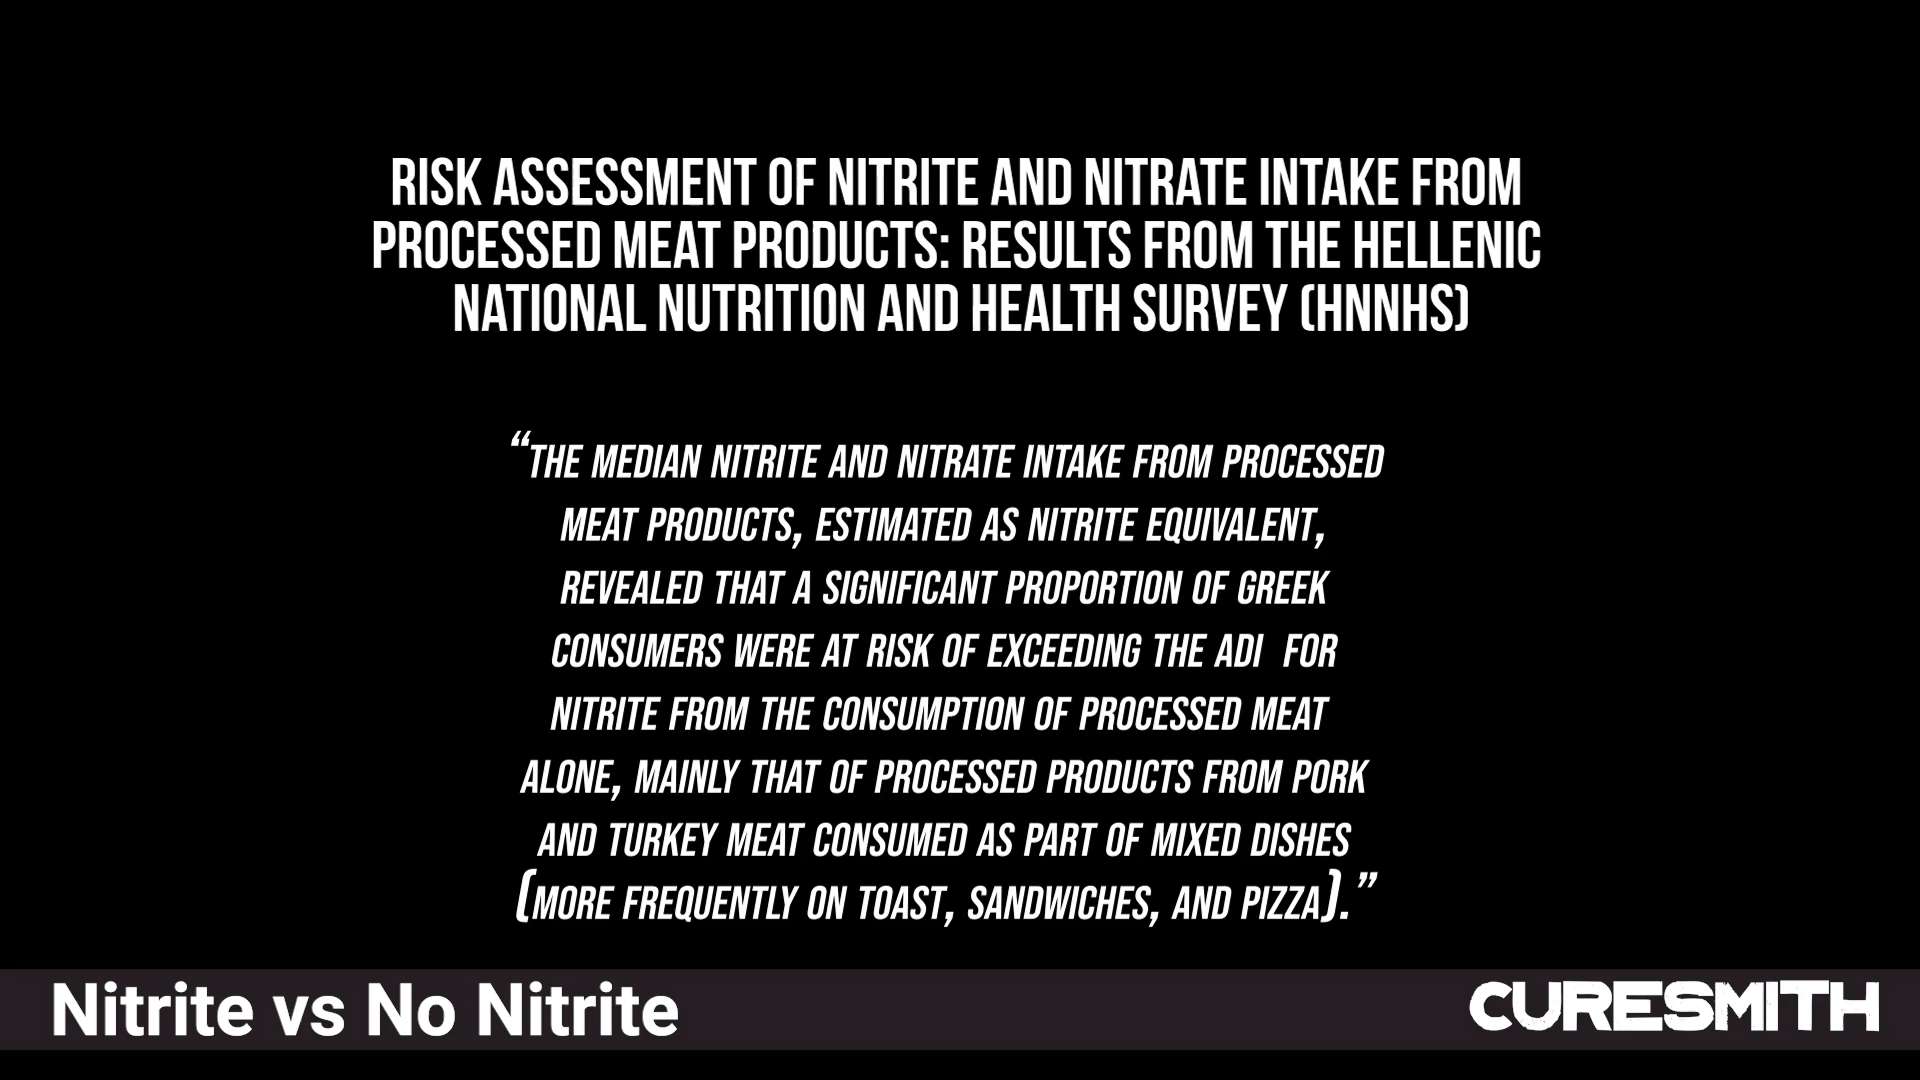 RISK ASSESSMENT OF NITRITE AND NITRATE INTAKE FROM
PROCESSED MEAT PRODUCTS: RESULTS FROM THE HELLENIC
NATIONAL NUTRITION AND HEALTH SURVEY (HNNHS)
“THE MEDIAN NITRITE AND NITRATE INTAKE FROM PROCESSED
MEAT PRODUCTS, ESTIMATED AS NITRITE EQUIVALENT,
REVEALED THAT A SIGNIFICANT PROPORTION OF GREEK
CONSUMERS WERE AT RISK OF EXCEEDING THE ADI FOR
NITRITE FROM THE CONSUMPTION OF PROCESSED MEAT
ALONE, MAINLY THAT OF PROCESSED PRODUCTS FROM PORK
AND TURKEY MEAT CONSUMED AS PART OF MIXED DISHES
(MORE FREQUENTLY ON TOAST, SANDWICHES, AND PIZZA).”
Nitrite vs No Nitrite
CURESMITH